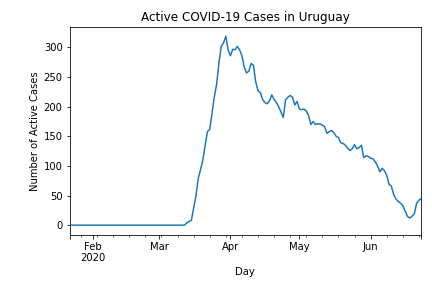 Active COVID-19 Cases in Uruguay
Number of Active Cases
300
250
200
150
100
50
0
Feb
2020
Mar
Apr
May
Jun
Day